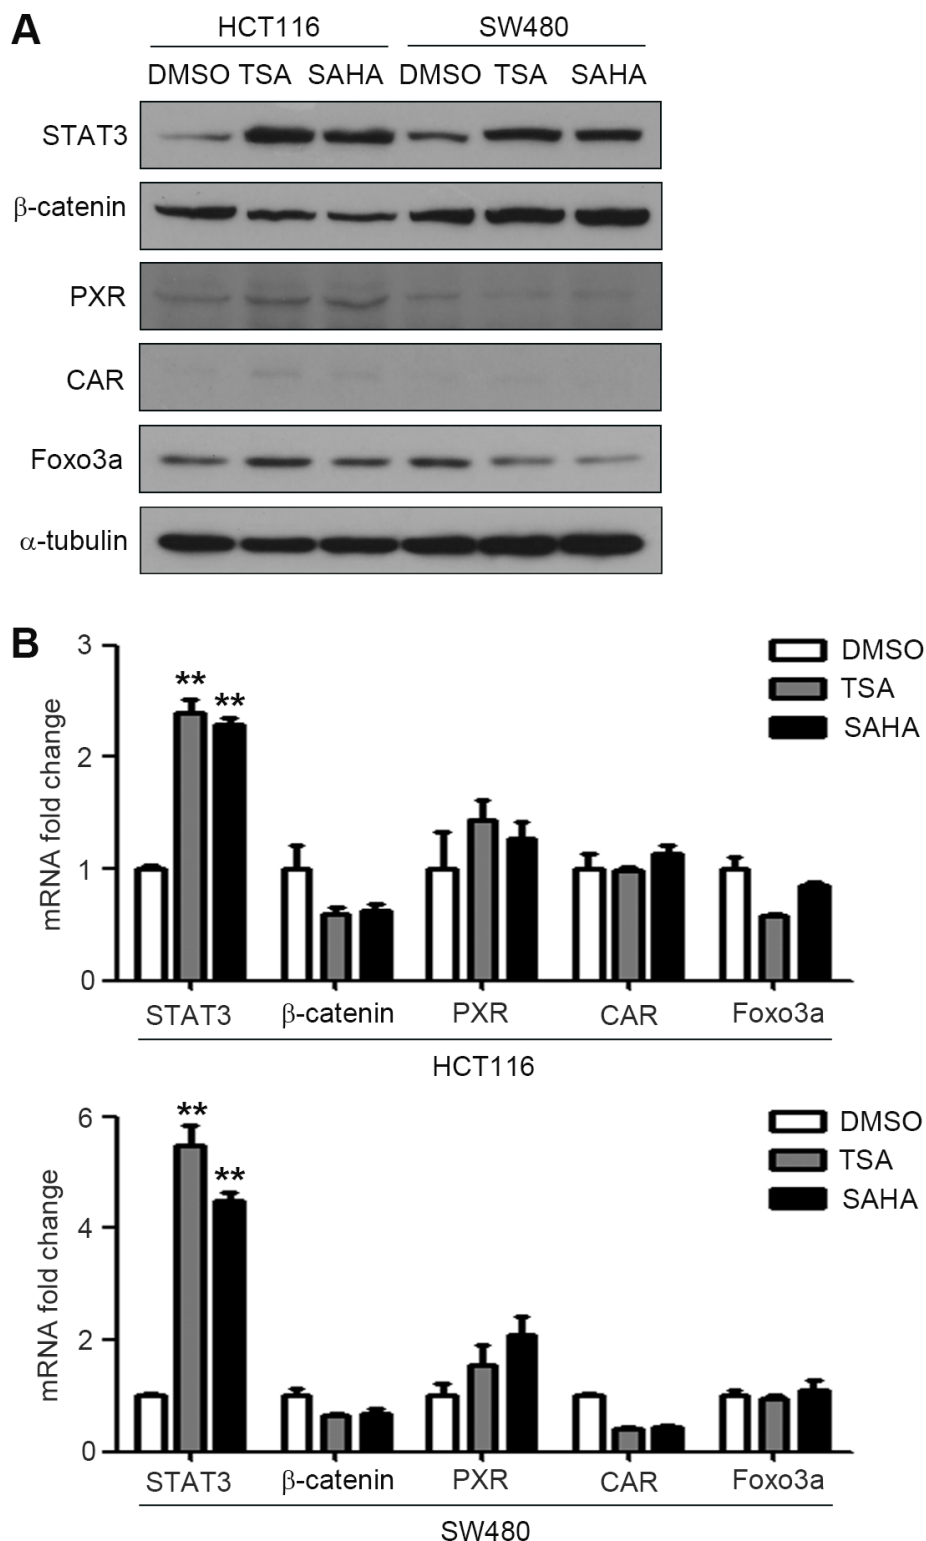 A
HCT116 SW480
DMSO TSA SAHA DMSO TSA SAHA
STAT3
β-catenin
PXR
CAR
Foxo3a
α-tubulin
B
mRNA fold change
3
2
1
0
** **
DMSO
TSA
SAHA
STAT3 β-catenin PXR CAR Foxo3a
HCT116
mRNA fold change
6
4
2
0
** **
DMSO
TSA
SAHA
STAT3 β-catenin PXR CAR Foxo3a
SW480